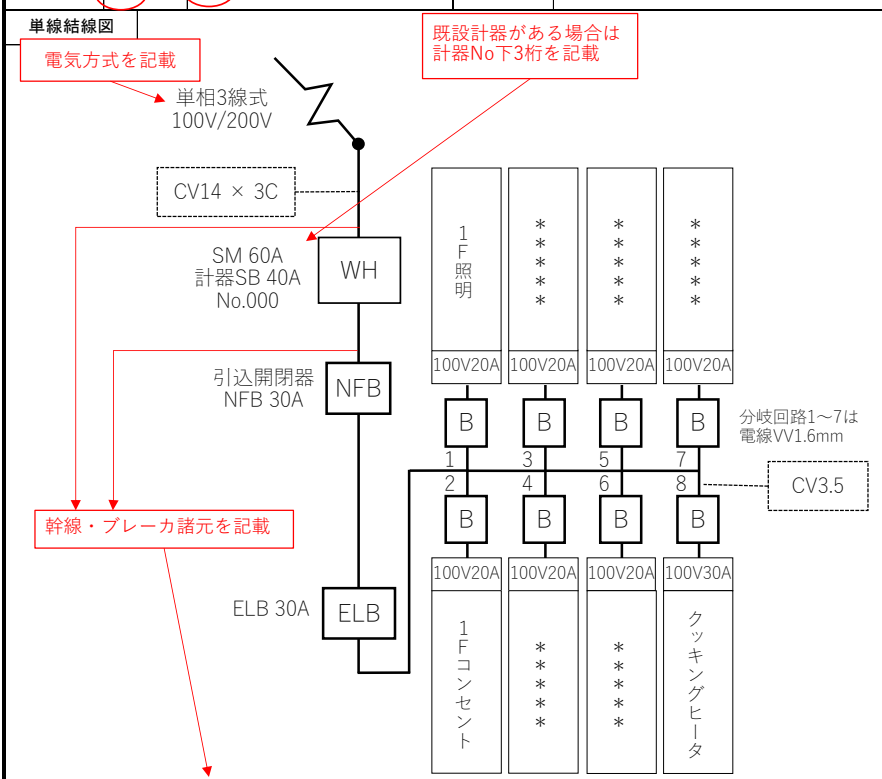 単線結線図
電気方式を記載
既設計器がある場合は
計器No下3桁を記載
単相3線式
100V/200V
CV14 × 3C
SM 60A
計器SB 40A
No.000
WH
引込開閉器
NFB 30A
NFB
幹線・ブレーカ諸元を記載
ELB 30A
ELB
1F照明
*****
*****
*****
100V20A
100V20A
100V20A
100V20A
B
B
B
B
分岐回路1～7は
電線VV1.6mm
1
3
5
7
2
4
6
8
CV3.5
B
B
B
B
100V20A
100V20A
100V20A
100V30A
1Fコンセント
*****
*****
クッキングヒータ